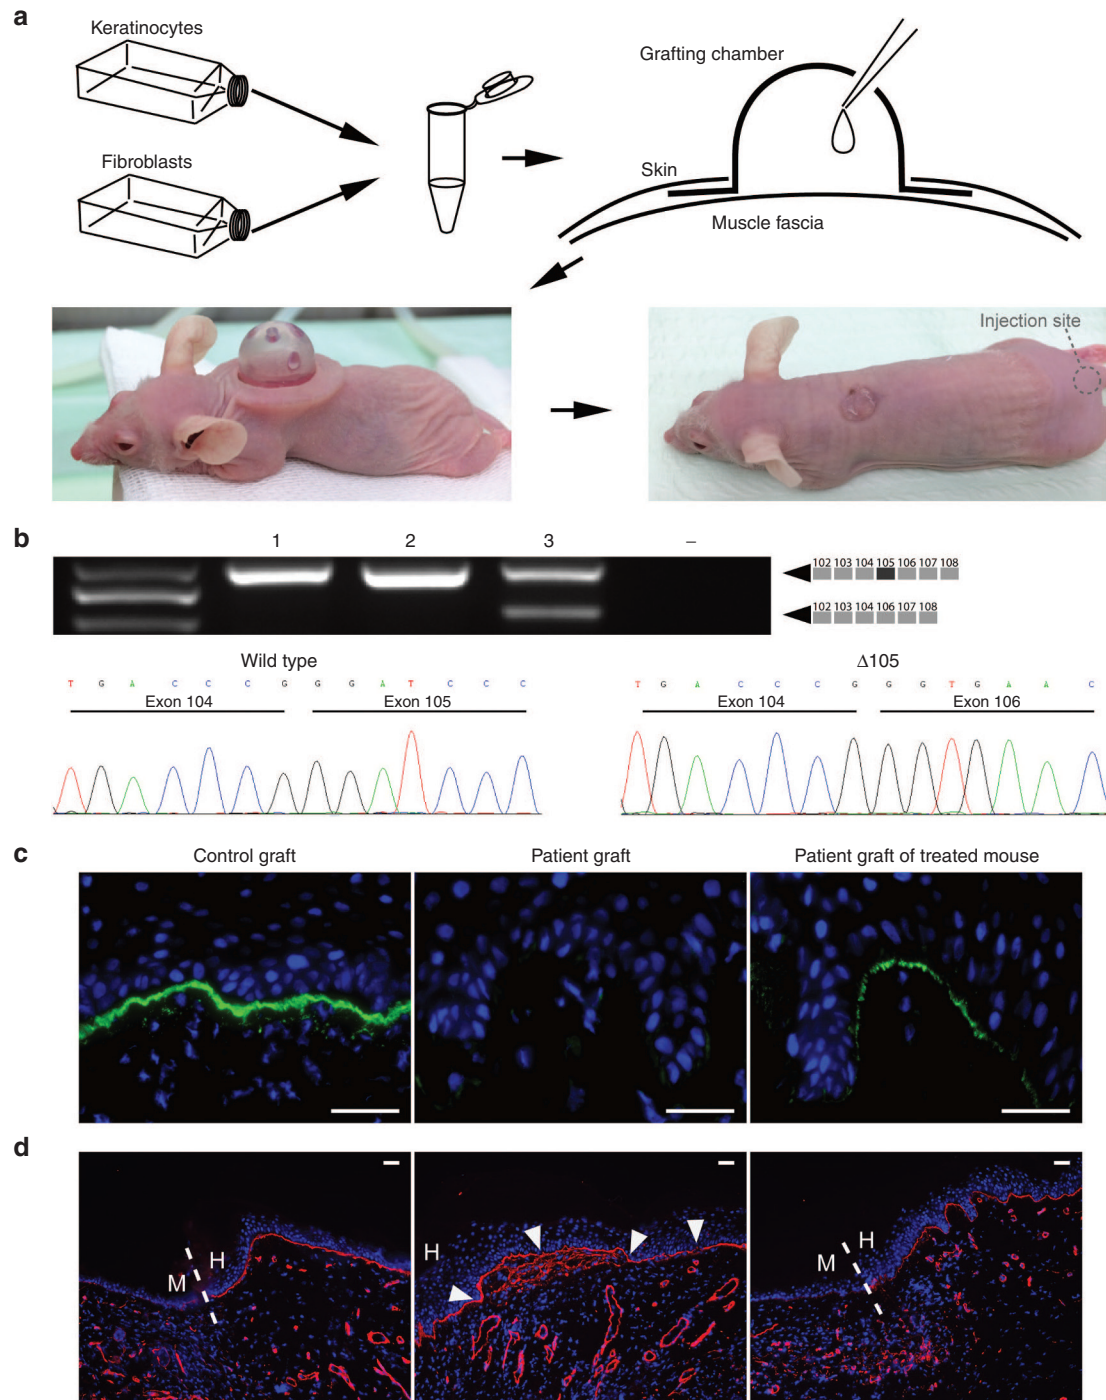 a
Keratinocytes
Fibroblasts
Grafting chamber
Skin
Muscle fascia
Injection site
b
1 2 3 –
102 103 104 105 106 107 108
102 103 104 106 107 108
Wild type
T G A C C C G G G A T C C C
Exon 104 Exon 105
Δ105
T G A C C C G G G T G A A C
Exon 104 Exon 106
c
Control graft Patient graft Patient graft of treated mouse
d
M H
H
M H